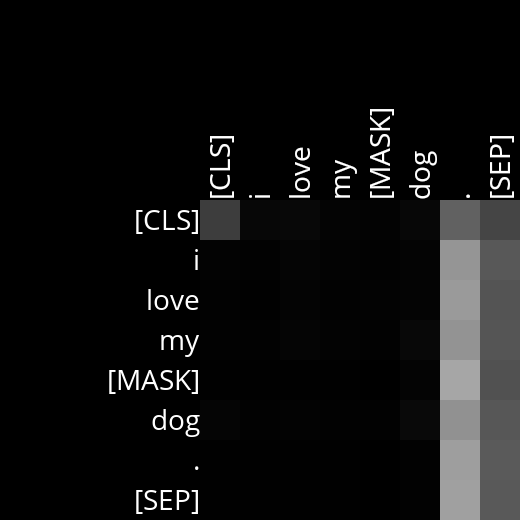 [CLS] i love my [MASK] dog . [SEP]
[CLS]
i
love
my
[MASK]
dog
.
[SEP]